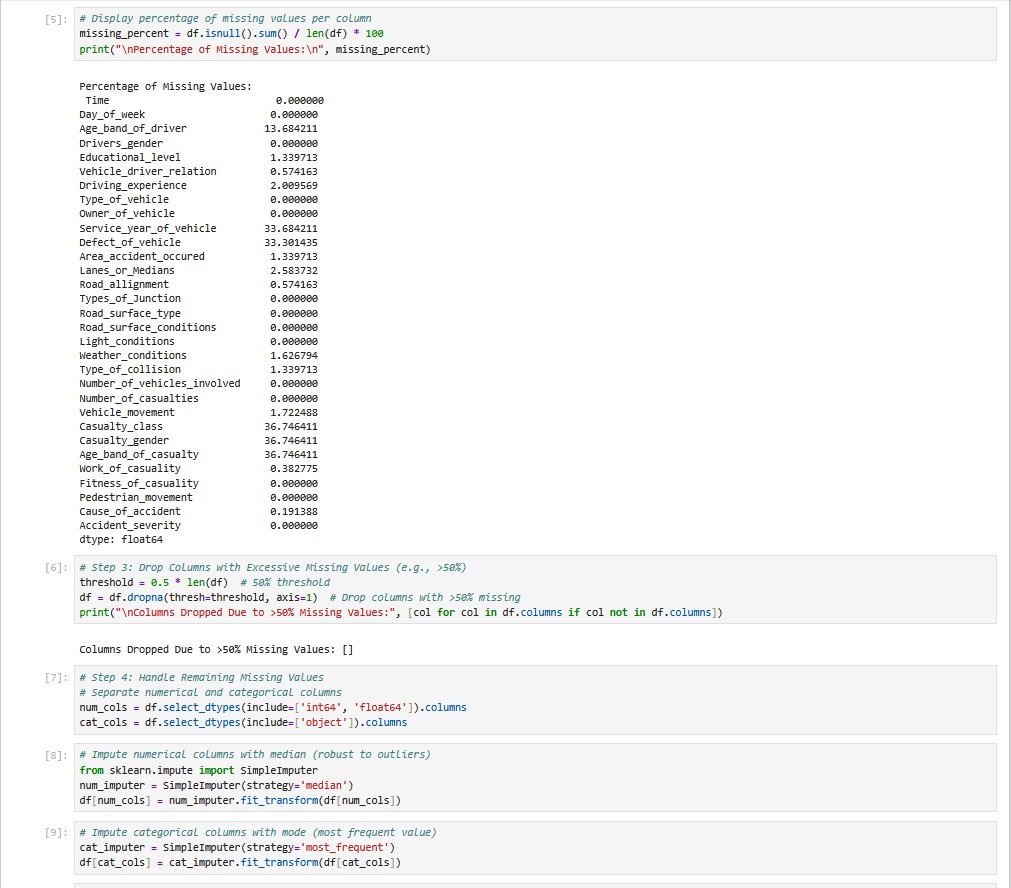 [5]: # Display percentage of missing values per column
missing_percent = df.isnull().sum() / len(df) * 100
print("\nPercentage of Missing Values:\n", missing_percent)
Percentage of Missing Values:
Time 0.000000
Day_of_week 0.000000
Age_band_of_driver 13.684211
Drivers_gender 0.000000
Educational_level 1.339713
Vehicle_driver_relation 0.574163
Driving_experience 2.009569
Type_of_vehicle 0.000000
Owner_of_vehicle 0.000000
Service_year_of_vehicle 33.684211
Defect_of_vehicle 33.301435
Area_accident_occured 1.339713
Lanes_or_Medians 2.583732
Road_allignment 0.574163
Types_of_Junction 0.000000
Road_surface_type 0.000000
Road_surface_conditions 0.000000
Light_conditions 0.000000
Weather_conditions 1.626794
Type_of_collision 1.339713
Number_of_vehicles_involved 0.000000
Number_of_casualties 0.000000
Vehicle_movement 1.722488
Casualty_class 36.746411
Casualty_gender 36.746411
Age_band_of_casualty 36.746411
Work_of_casuality 0.382775
Fitness_of_casuality 0.000000
Pedestrian_movement 0.000000
Cause_of_accident 0.191388
Accident_severity 0.000000
dtype: float64
[6]: # Step 3: Drop Columns with Excessive Missing Values (e.g., >50%)
threshold = 0.5 * len(df) # 50% threshold
df = df.dropna(thresh=threshold, axis=1) # Drop columns with >50% missing
print("\nColumns Dropped Due to >50% Missing Values:", [col for col in df.columns if col not in df.columns])
Columns Dropped Due to >50% Missing Values: []
[7]: # Step 4: Handle Remaining Missing Values
# Separate numerical and categorical columns
num_cols = df.select_dtypes(include=['int64', 'float64']).columns
cat_cols = df.select_dtypes(include=['object']).columns
[8]: # Impute numerical columns with median (robust to outliers)
from sklearn.impute import SimpleImputer
num_imputer = SimpleImputer(strategy='median')
df[num_cols] = num_imputer.fit_transform(df[num_cols])
[9]: # Impute categorical columns with mode (most frequent value)
cat_imputer = SimpleImputer(strategy='most_frequent')
df[cat_cols] = cat_imputer.fit_transform(df[cat_cols])